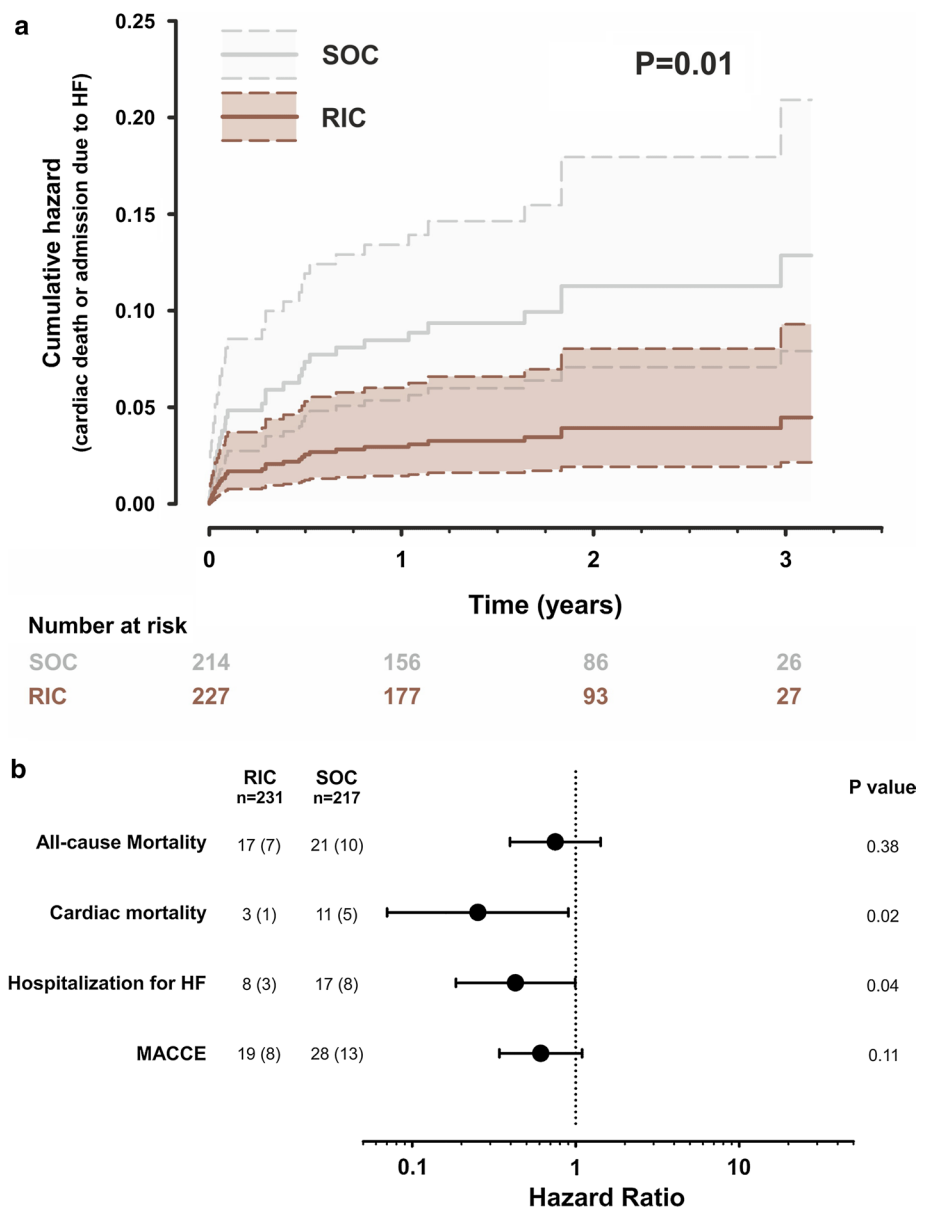 a
0.25
0.20
0.15
0.10
0.05
0.00
Cumulative hazard
(cardiac death or admission due to HF)
SOC
RIC
P=0.01
0 1 2 3
Time (years)
Number at risk
SOC 214 156 86 26
RIC 227 177 93 27
b
RIC SOC
n=231 n=217
P value
All-cause Mortality 17 (7) 21 (10) 0.38
Cardiac mortality 3 (1) 11 (5) 0.02
Hospitalization for HF 8 (3) 17 (8) 0.04
MACCE 19 (8) 28 (13) 0.11
0.1 1 10
Hazard Ratio